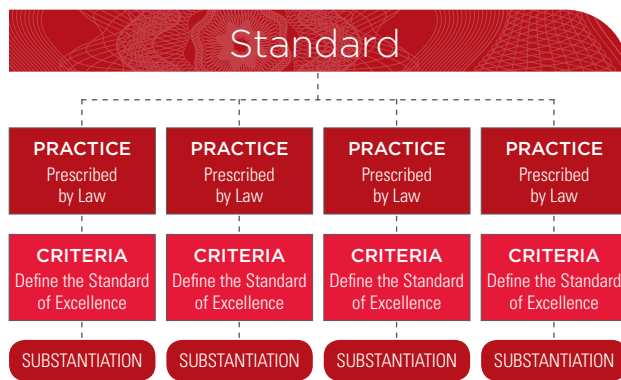 Standard
PRACTICE
Prescribed
by Law
PRACTICE
Prescribed
by Law
PRACTICE
Prescribed
by Law
PRACTICE
Prescribed
by Law
CRITERIA
Define the Standard
of Excellence
CRITERIA
Define the Standard
of Excellence
CRITERIA
Define the Standard
of Excellence
CRITERIA
Define the Standard
of Excellence
SUBSTANTIATION
SUBSTANTIATION
SUBSTANTIATION
SUBSTANTIATION